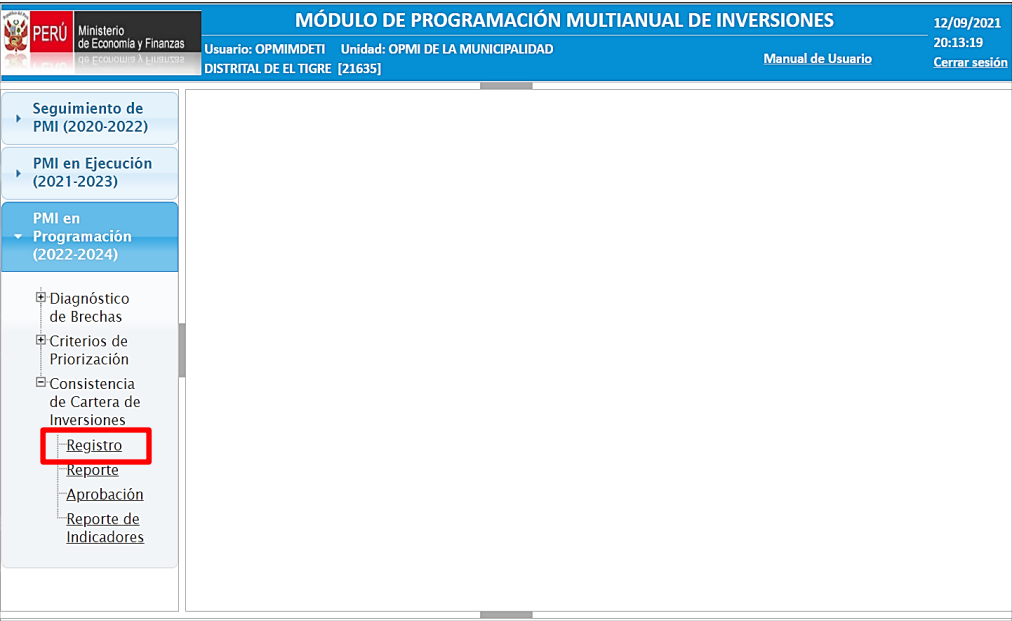 MÓDULO DE PROGRAMACIÓN MULTIANUAL DE INVERSIONES
12/09/2021
20:13:19
Cerrar sesión
PERÚ
Ministerio
de Economía y Finanzas
Usuario: OPMIMDETI Unidad: OPMI DE LA MUNICIPALIDAD
DISTRITAL DE EL TIGRE [21635]
Manual de Usuario
Seguimiento de
PMI (2020-2022)
PMI en Ejecución
(2021-2023)
PMI en
Programación
(2022-2024)
Diagnóstico
de Brechas
Criterios de
Priorización
Consistencia
de Cartera de
Inversiones
Registro
Reporte
Aprobación
Reporte de
Indicadores